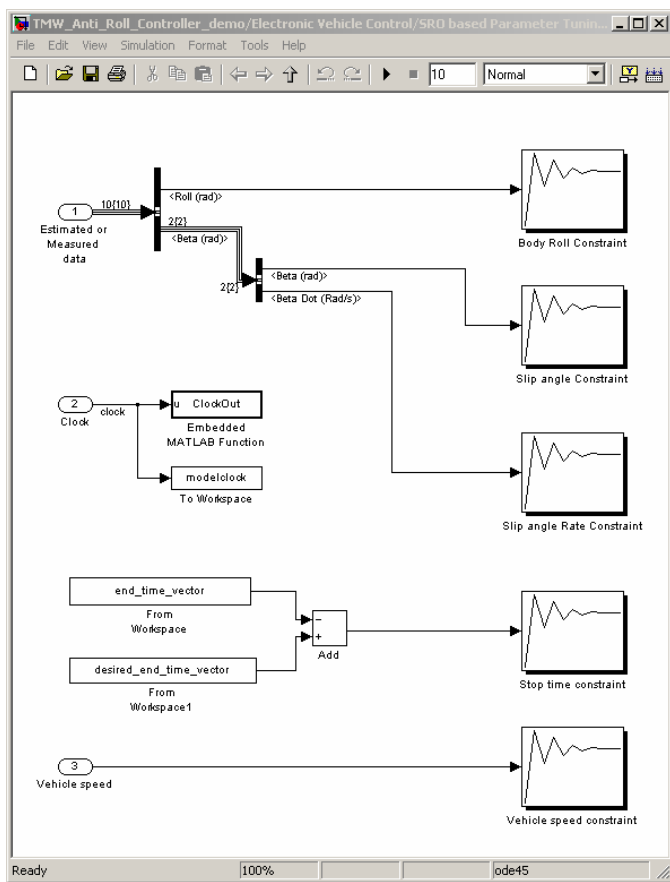 TMW_Anti_Roll_Controller_demo/Electronic Vehicle Control/SRO based Parameter Tunin...
File Edit View Simulation Format Tools Help
10 Normal
1
Estimated or
Measured
data
10{10}
<Roll (rad)>
2{2}
<Beta (rad)>
2{2}
<Beta (rad)>
<Beta Dot (Rad/s)>
Body Roll Constraint
Slip angle Constraint
2
Clock
clock
u ClockOut
Embedded
MATLAB Function
modelclock
To Workspace
Slip angle Rate Constraint
end_time_vector
From
Workspace
desired_end_time_vector
From
Workspace1
−
+
Add
Stop time constraint
3
Vehicle speed
Vehicle speed constraint
Ready 100% ode45